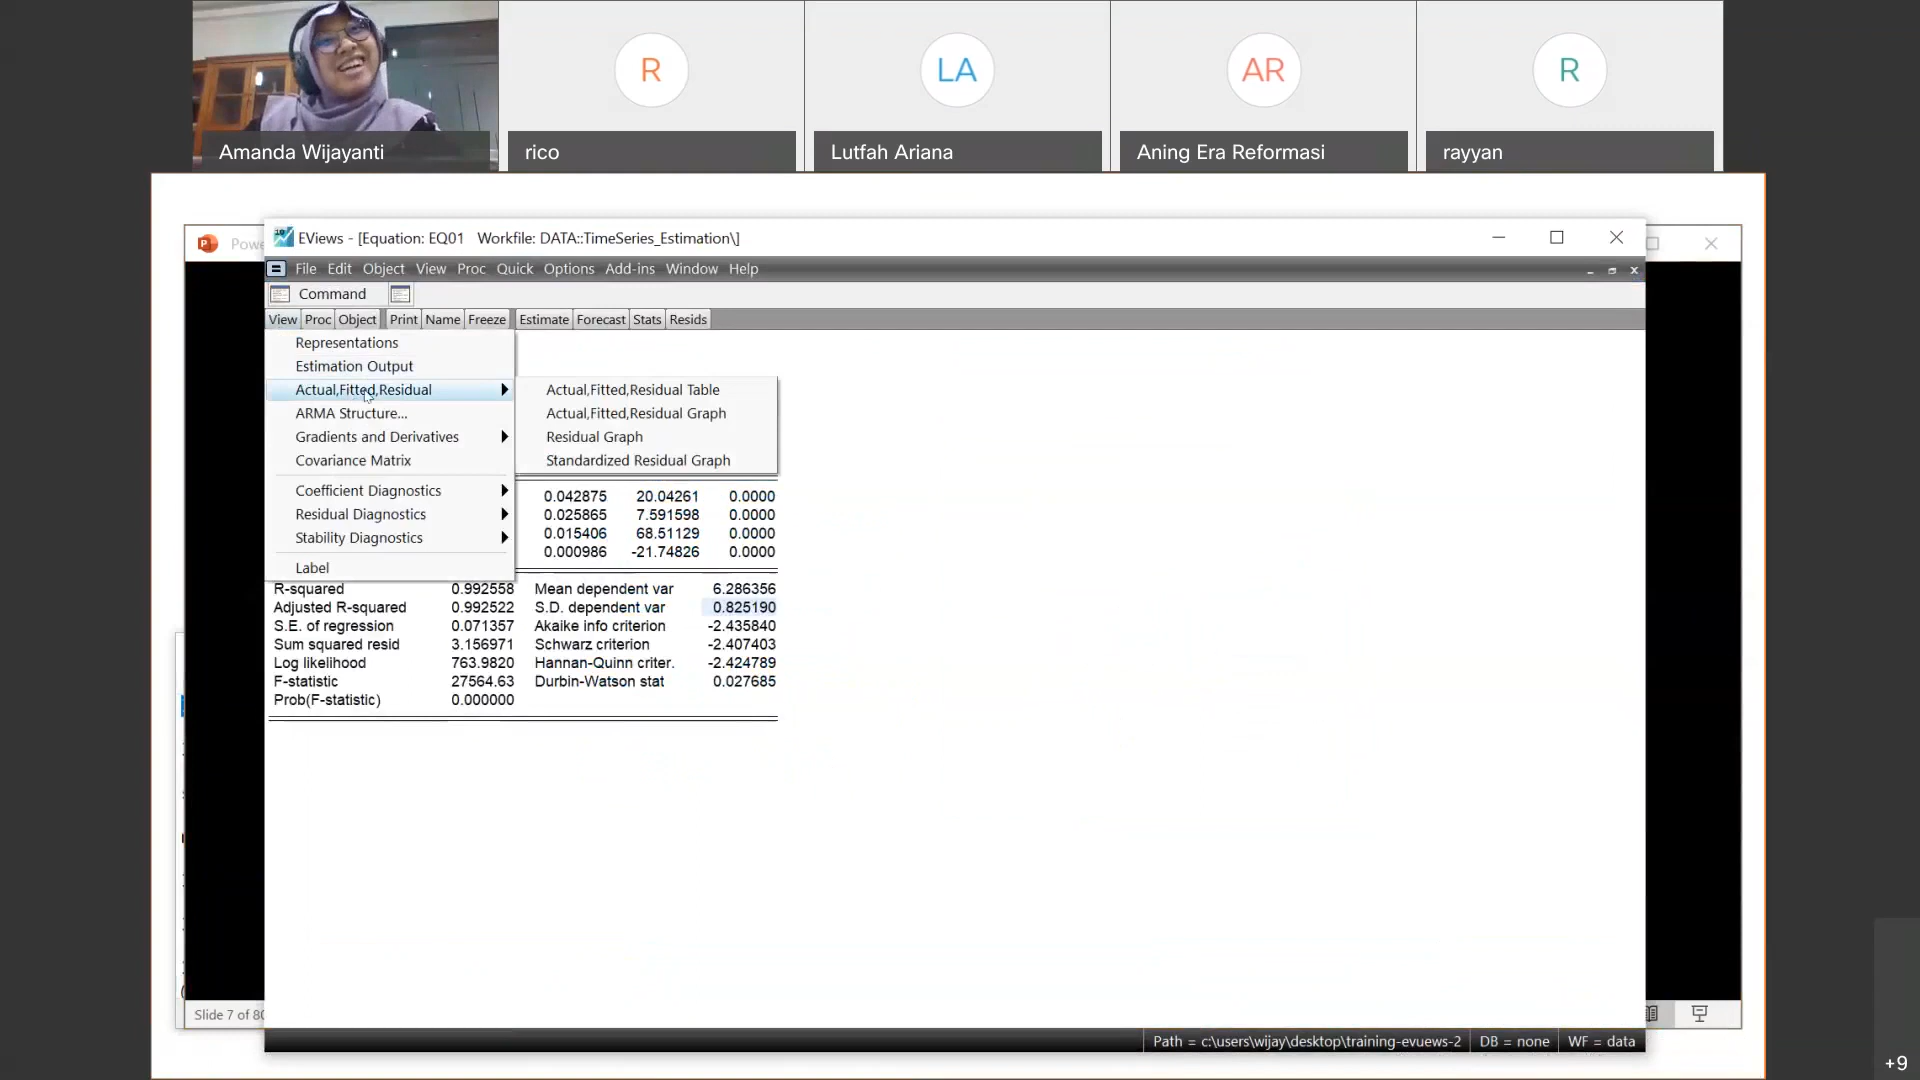 R
LA
AR
R
Amanda Wijayanti
rico
Lutfah Ariana
Aning Era Reformasi
rayyan
EViews - [Equation: EQ01 Workfile: DATA::TimeSeries_Estimation\]
File Edit Object View Proc Quick Options Add-ins Window Help
Command
View Proc Object Print Name Freeze Estimate Forecast Stats Resids
Representations
Estimation Output
Actual,Fitted,Residual
ARMA Structure...
Gradients and Derivatives
Covariance Matrix
Coefficient Diagnostics
Residual Diagnostics
Stability Diagnostics
Label
Actual,Fitted,Residual Table
Actual,Fitted,Residual Graph
Residual Graph
Standardized Residual Graph
0.042875 20.04261 0.0000
0.025865 7.591598 0.0000
0.015406 68.51129 0.0000
0.000986 -21.74826 0.0000
R-squared 0.992558 Mean dependent var 6.286356
Adjusted R-squared 0.992522 S.D. dependent var 0.825190
S.E. of regression 0.071357 Akaike info criterion -2.435840
Sum squared resid 3.156971 Schwarz criterion -2.407403
Log likelihood 763.9820 Hannan-Quinn criter. -2.424789
F-statistic 27564.63 Durbin-Watson stat 0.027685
Prob(F-statistic) 0.000000
Slide 7 of 80
Path = c:\users\wijay\desktop\training-evuews-2 DB = none WF = data
+9